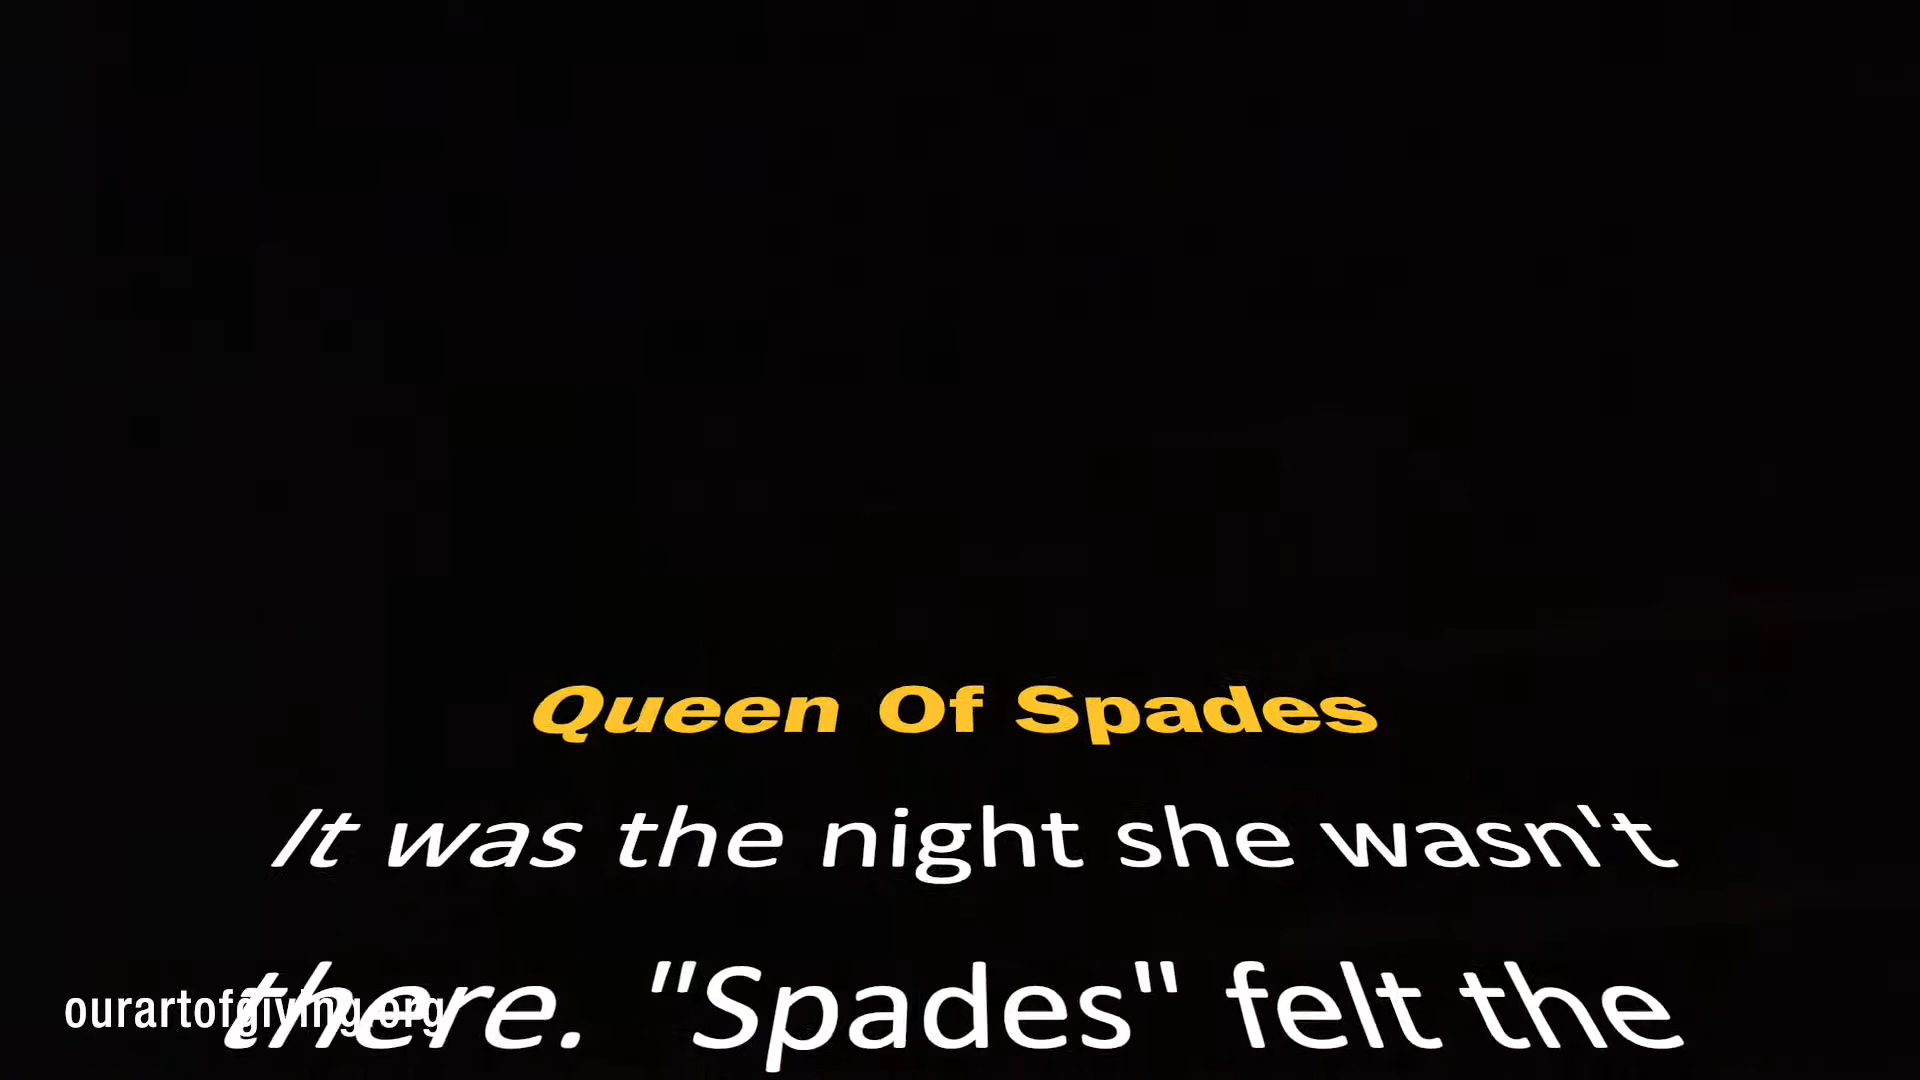 Queen Of Spades
It was the night she wasn't
there. "Spades" felt the
ourartofgiving.org